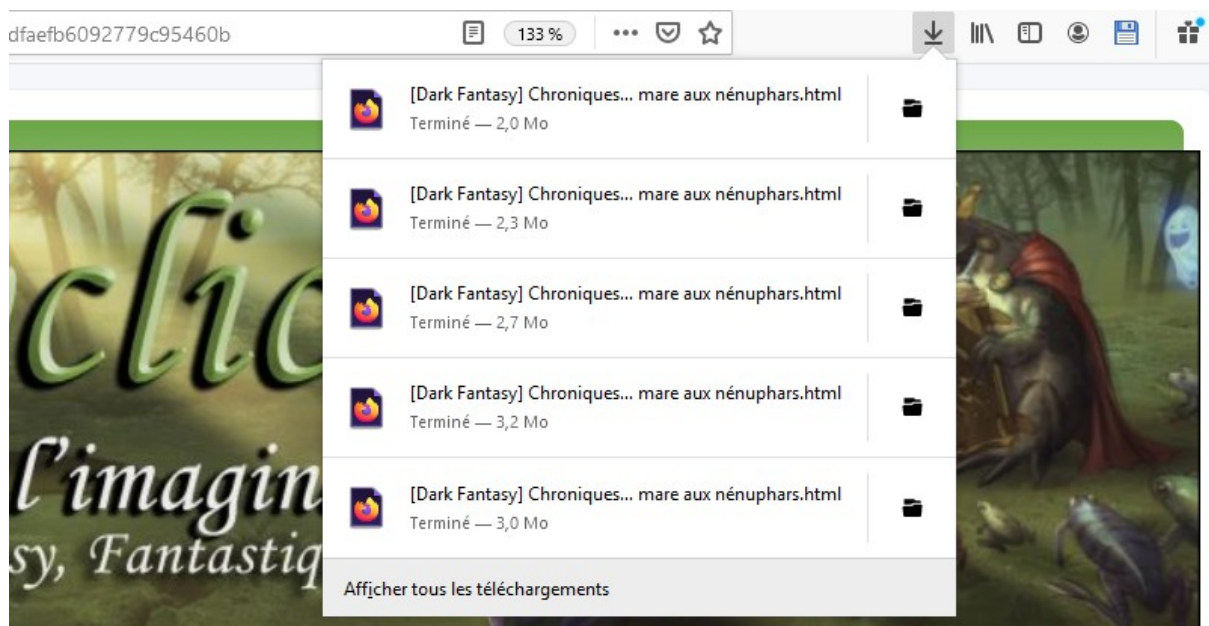 dfaefb6092779c95460b
133 %
[Dark Fantasy] Chroniques... mare aux nénuphars.html
Terminé — 2,0 Mo
[Dark Fantasy] Chroniques... mare aux nénuphars.html
Terminé — 2,3 Mo
[Dark Fantasy] Chroniques... mare aux nénuphars.html
Terminé — 2,7 Mo
[Dark Fantasy] Chroniques... mare aux nénuphars.html
Terminé — 3,2 Mo
[Dark Fantasy] Chroniques... mare aux nénuphars.html
Terminé — 3,0 Mo
Afficher tous les téléchargements
clic
l'imagin
sy, Fantastiq